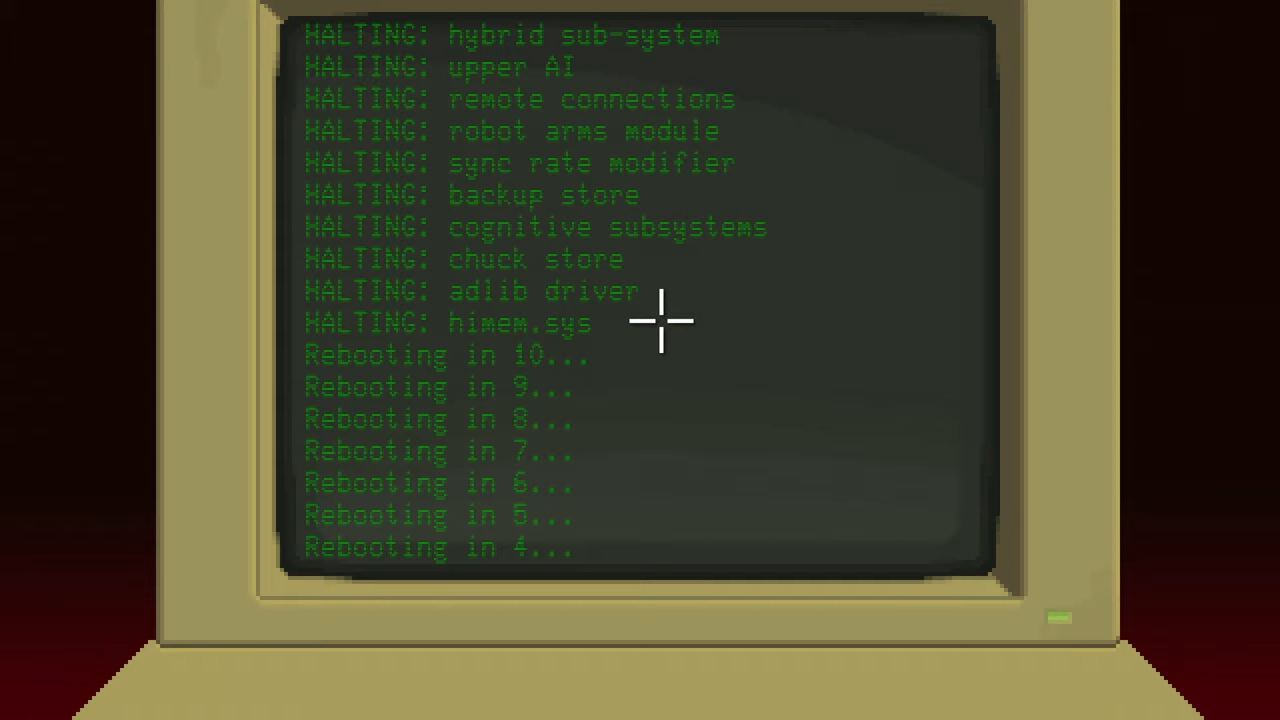 HALTING: hybrid sub-system
HALTING: upper AI
HALTING: remote connections
HALTING: robot arms module
HALTING: sync rate modifier
HALTING: backup store
HALTING: cognitive subsystems
HALTING: chuck store
HALTING: adlib driver
HALTING: himem.sys
Rebooting in 10...
Rebooting in 9...
Rebooting in 8...
Rebooting in 7...
Rebooting in 6...
Rebooting in 5...
Rebooting in 4...